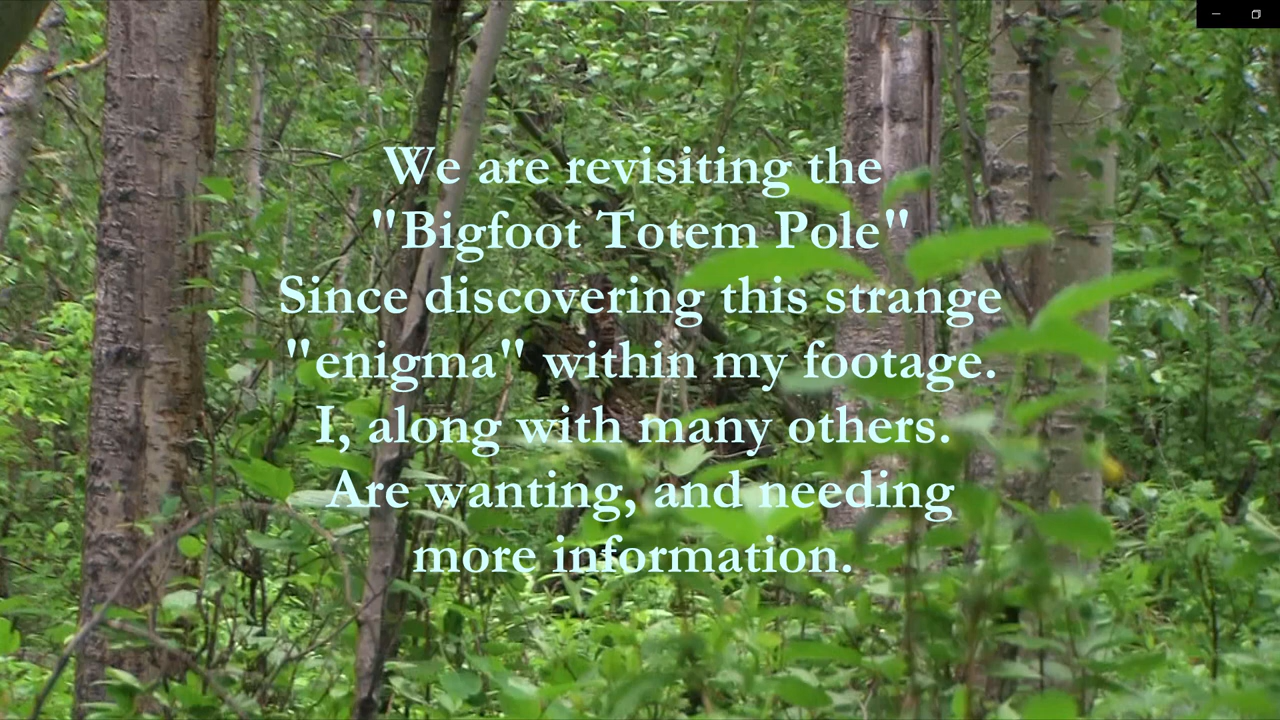 We are revisiting the
"Bigfoot Totem Pole"
Since discovering this strange
"enigma" within my footage.
I, along with many others.
Are wanting, and needing
more information.